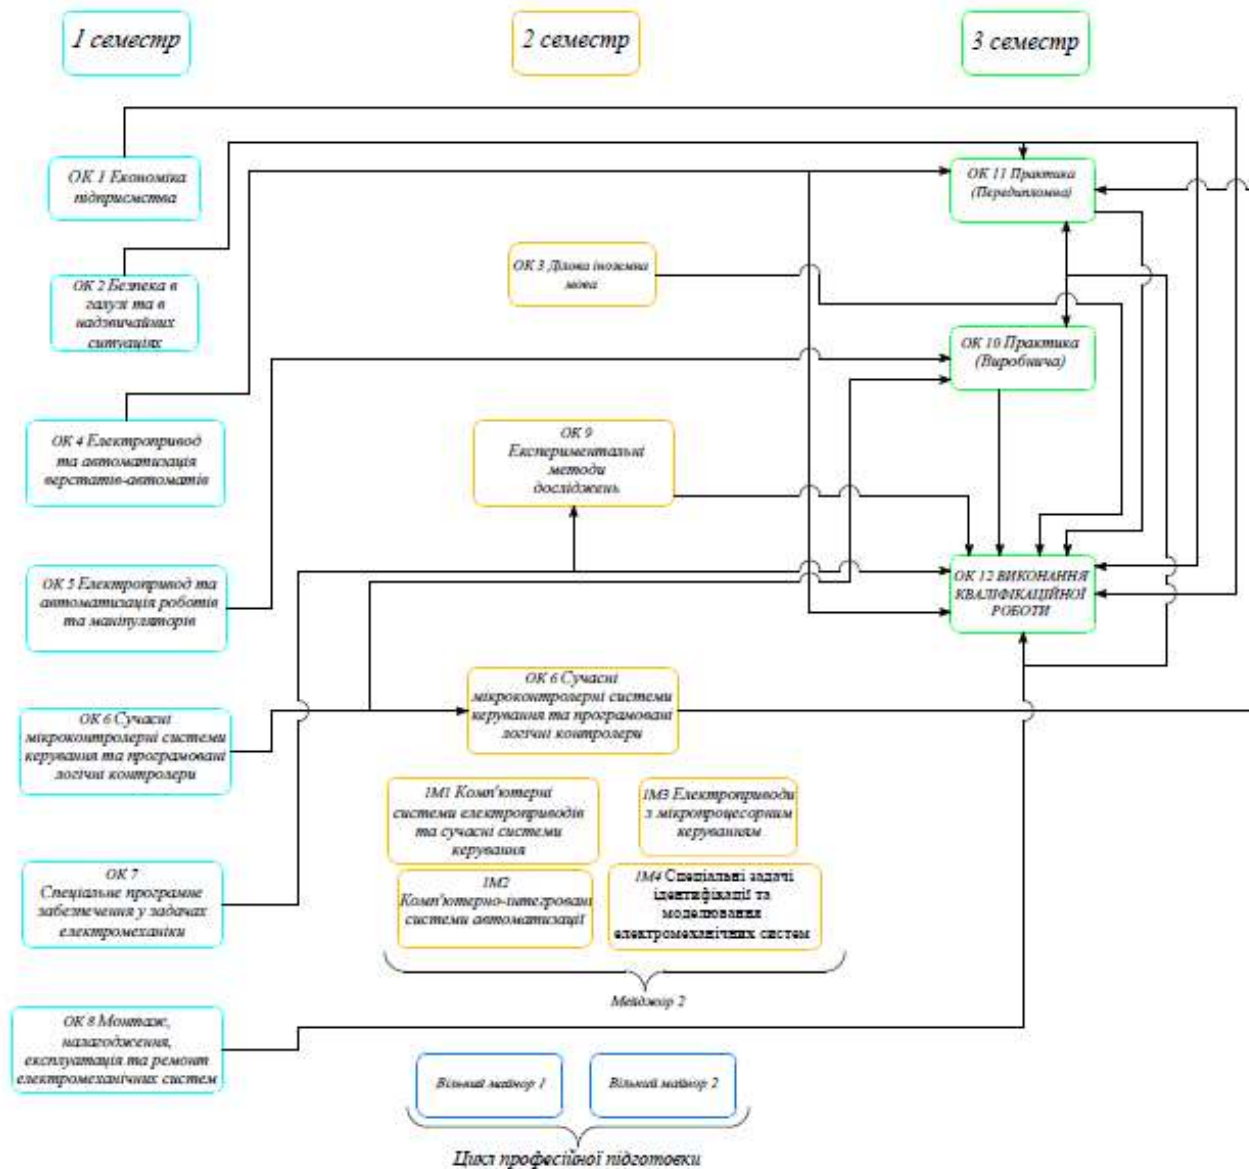 1 семестр
2 семестр
3 семестр
ОК 1 Економіка
підприємства
ОК 2 Безпека в
галузі та в
надзвичайних
ситуаціях
ОК 4 Електропривод
та автоматизація
верстатів-автоматів
ОК 5 Електропривод та
автоматизація роботів
та маніпуляторів
ОК 6 Сучасні
мікроконтролерні системи
керування та програмовані
логічні контролери
ОК 7
Спеціальне програмне
забезпечення у задачах
електромеханіки
ОК 8 Монтаж,
налагодження,
експлуатація та ремонт
електромеханічних систем
ОК 3 Ділова іноземна
мова
ОК 9
Експериментальні
методи
досліджень
ОК 6 Сучасні
мікроконтролерні системи
керування та програмовані
логічні контролери
1М1 Комп'ютерні
системи електроприводів
та сучасні системи
керування
1М3 Електроприводи
з мікропроцесорним
керуванням
1М2
Комп'ютерно-інтегровані
системи автоматизації
1М4 Спеціальні задачі
ідентифікації та
моделювання
електромеханічних систем
Мейджор 2
Вільний майнор 1
Вільний майнор 2
Цикл професійної підготовки
ОК 11 Практика
(Передипломна)
ОК 10 Практика
(Виробнича)
ОК 12 ВИКОНАННЯ
КВАЛІФІКАЦІЙНОЇ
РОБОТИ